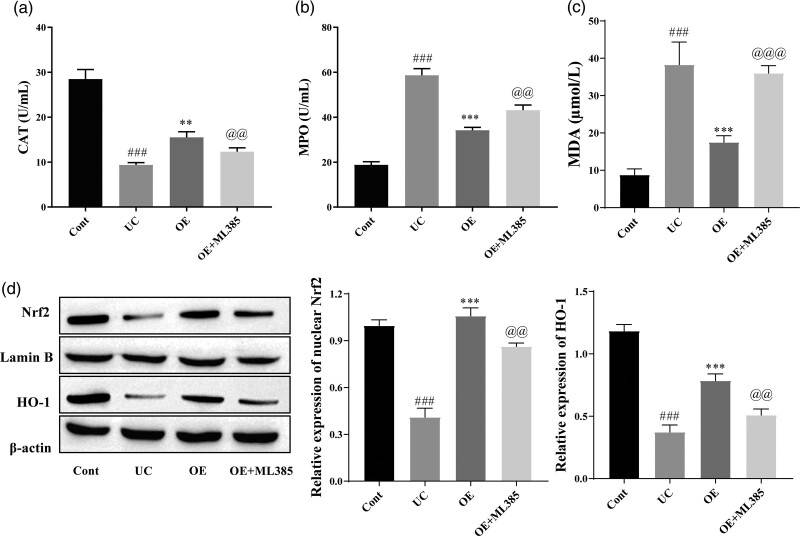 (a)
CAT (U/mL)
40
30
20
10
0
###
**
@@
Cont
UC
OE
OE+ML385
(b)
MPO (U/mL)
80
60
40
20
0
###
***
@@
Cont
UC
OE
OE+ML385
(c)
MDA (μmol/L)
50
40
30
20
10
0
###
***
@@@
Cont
UC
OE
OE+ML385
(d)
Nrf2
Lamin B
HO-1
β-actin
Cont UC OE OE+ML385
Relative expression of nuclear Nrf2
1.2
0.9
0.6
0.3
0.0
###
***
@@
Cont
UC
OE
OE+ML385
Relative expression of HO-1
1.5
1.0
0.5
0.0
###
***
@@
Cont
UC
OE
OE+ML385